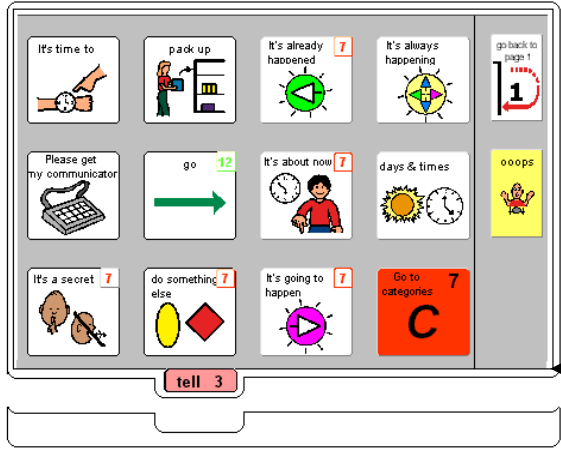 It's time to
pack up
It's already 7
happened
It's always
happening
go back to
page 1
1
Please get
my communicator
go 12
It's about now 7
days & times
ooops
It's a secret 7
do something 7
else
It's going to 7
happen
Go to 7
categories
C
tell 3